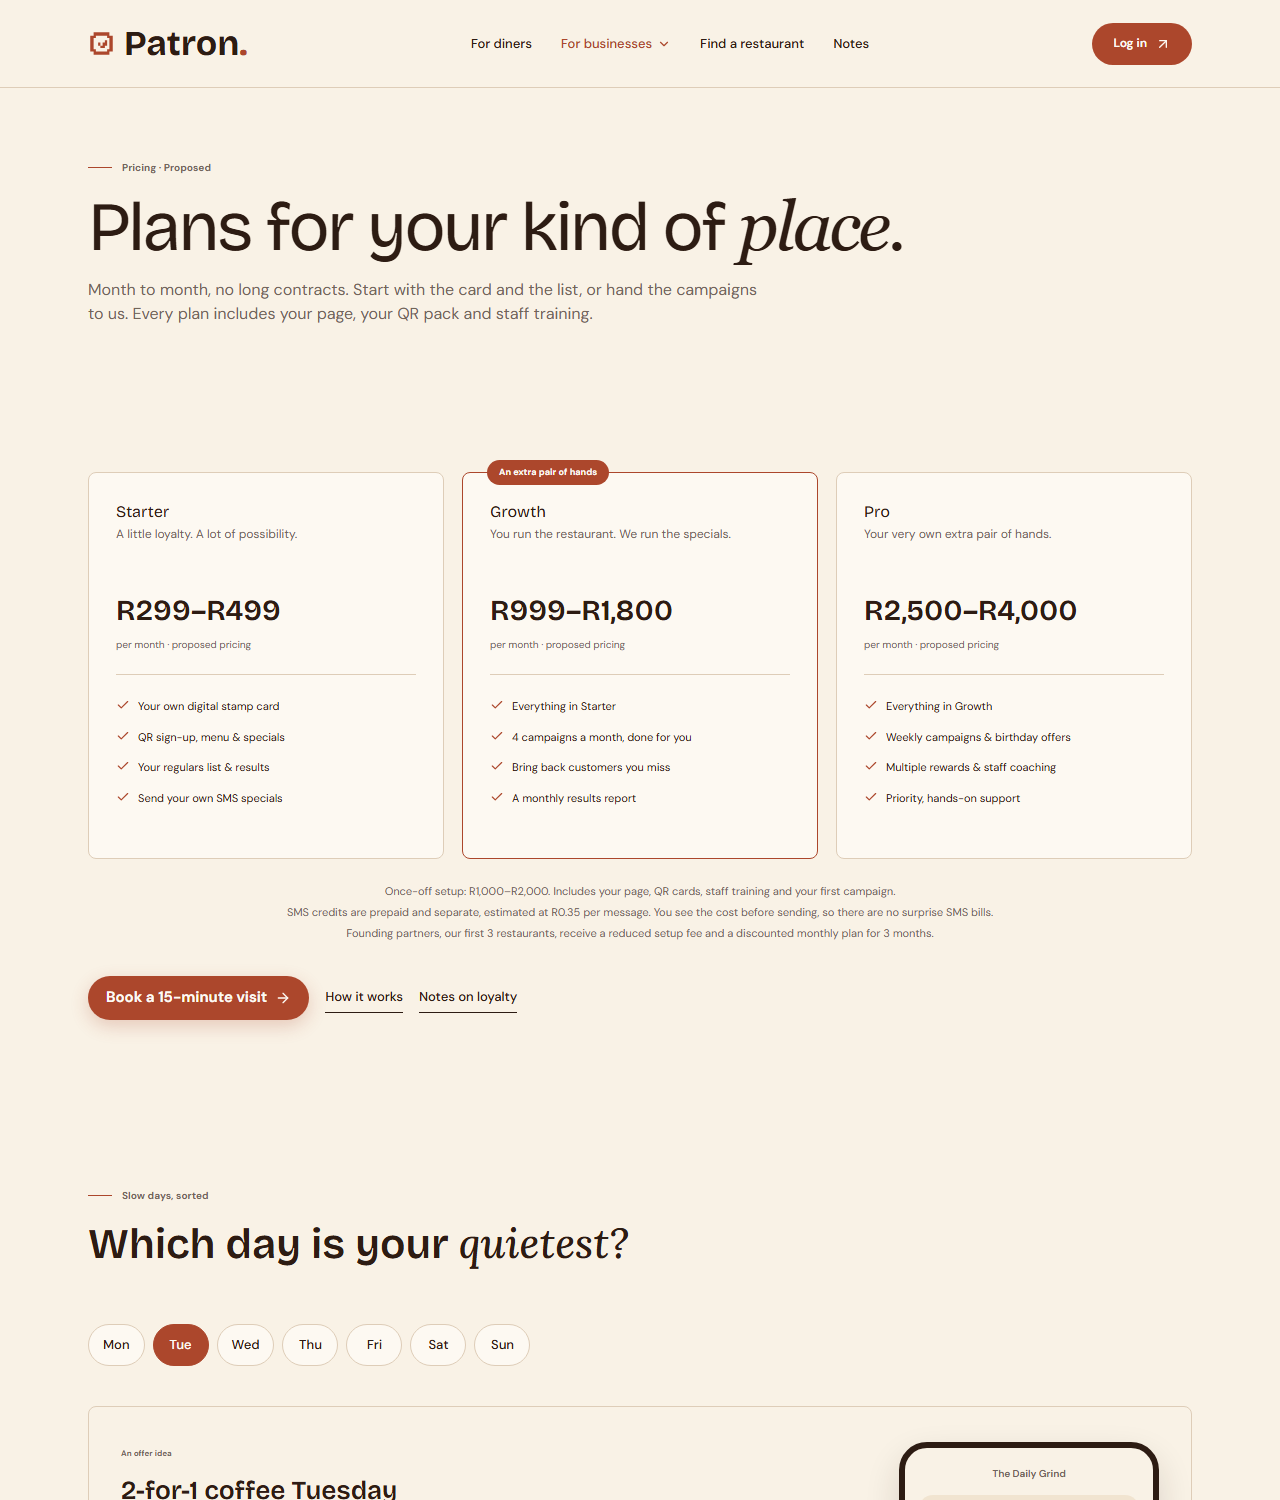 Patron.
For diners
For businesses
Find a restaurant
Notes
Log in
Pricing · Proposed
Plans for your kind of place.
Month to month, no long contracts. Start with the card and the list, or hand the campaigns
to us. Every plan includes your page, your QR pack and staff training.
Starter
A little loyalty. A lot of possibility.
R299–R499
per month · proposed pricing
Your own digital stamp card
QR sign-up, menu & specials
Your regulars list & results
Send your own SMS specials
An extra pair of hands
Growth
You run the restaurant. We run the specials.
R999–R1,800
per month · proposed pricing
Everything in Starter
4 campaigns a month, done for you
Bring back customers you miss
A monthly results report
Pro
Your very own extra pair of hands.
R2,500–R4,000
per month · proposed pricing
Everything in Growth
Weekly campaigns & birthday offers
Multiple rewards & staff coaching
Priority, hands-on support
Once-off setup: R1,000–R2,000. Includes your page, QR cards, staff training and your first campaign.
SMS credits are prepaid and separate, estimated at R0.35 per message. You see the cost before sending, so there are no surprise SMS bills.
Founding partners, our first 3 restaurants, receive a reduced setup fee and a discounted monthly plan for 3 months.
Book a 15-minute visit
How it works
Notes on loyalty
Slow days, sorted
Which day is your quietest?
Mon
Tue
Wed
Thu
Fri
Sat
Sun
An offer idea
2-for-1 coffee Tuesday
The Daily Grind